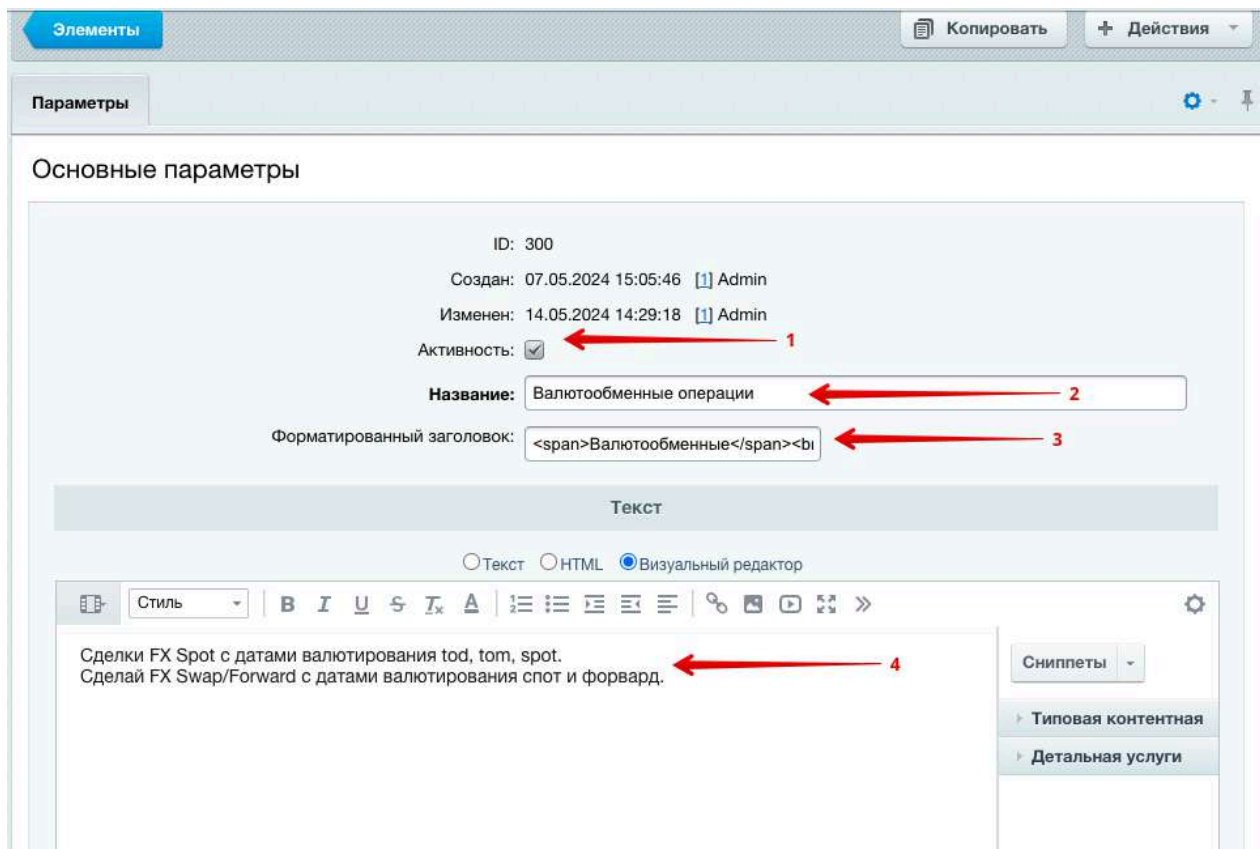 Элементы
Копировать
Действия
Параметры
Основные параметры
ID: 300
Создан: 07.05.2024 15:05:46 [1] Admin
Изменен: 14.05.2024 14:29:18 [1] Admin
Активность: 1
Название: Валютообменные операции 2
Форматированный заголовок: <span>Валютообменные</span><bı 3
Текст
Текст HTML Визуальный редактор
Стиль B I U S Tx A
Сделки FX Spot с датами валютирования tod, tom, spot.
Сделай FX Swap/Forward с датами валютирования спот и форвард. 4
Сниппеты
Типовая контентная
Детальная услуги